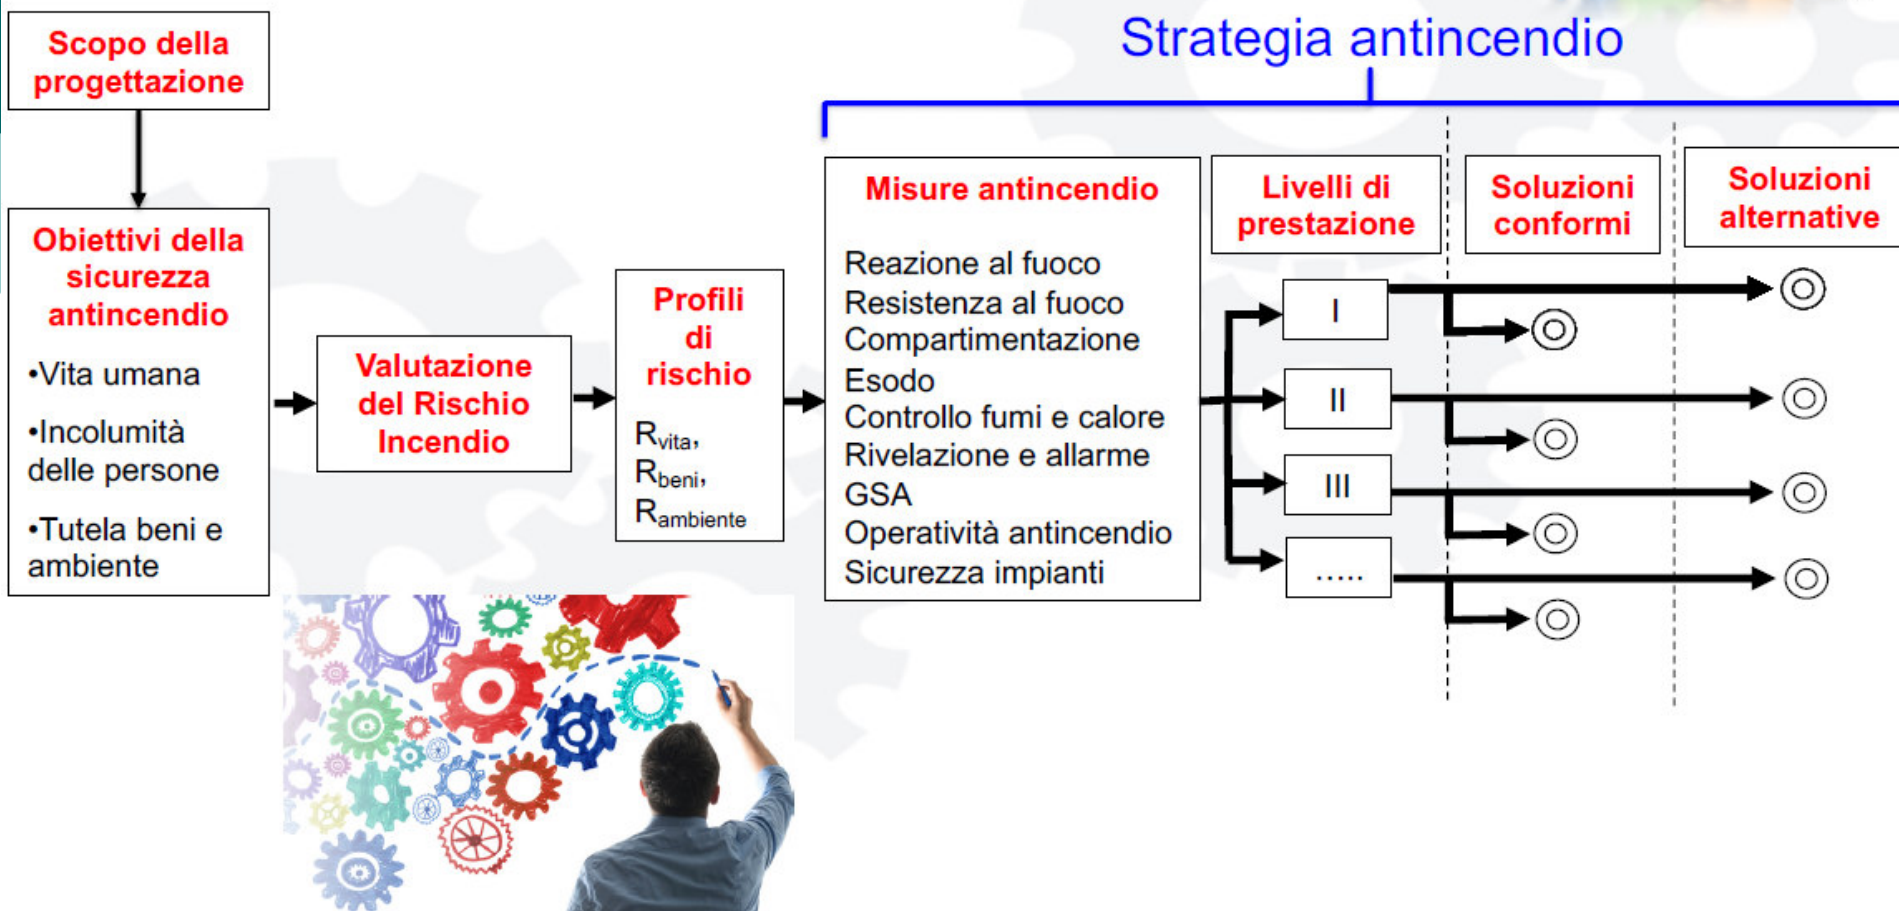 Strategia antincendio
Scopo della
progettazione
Obiettivi della
sicurezza
antincendio
•Vita umana
•Incolumità
delle persone
•Tutela beni e
ambiente
Valutazione
del Rischio
Incendio
Profili
di
rischio
Rvita,
Rbeni,
Rambiente
Misure antincendio
Reazione al fuoco
Resistenza al fuoco
Compartimentazione
Esodo
Controllo fumi e calore
Rivelazione e allarme
GSA
Operatività antincendio
Sicurezza impianti
Livelli di
prestazione
I
II
III
.....
Soluzioni
conformi
Soluzioni
alternative